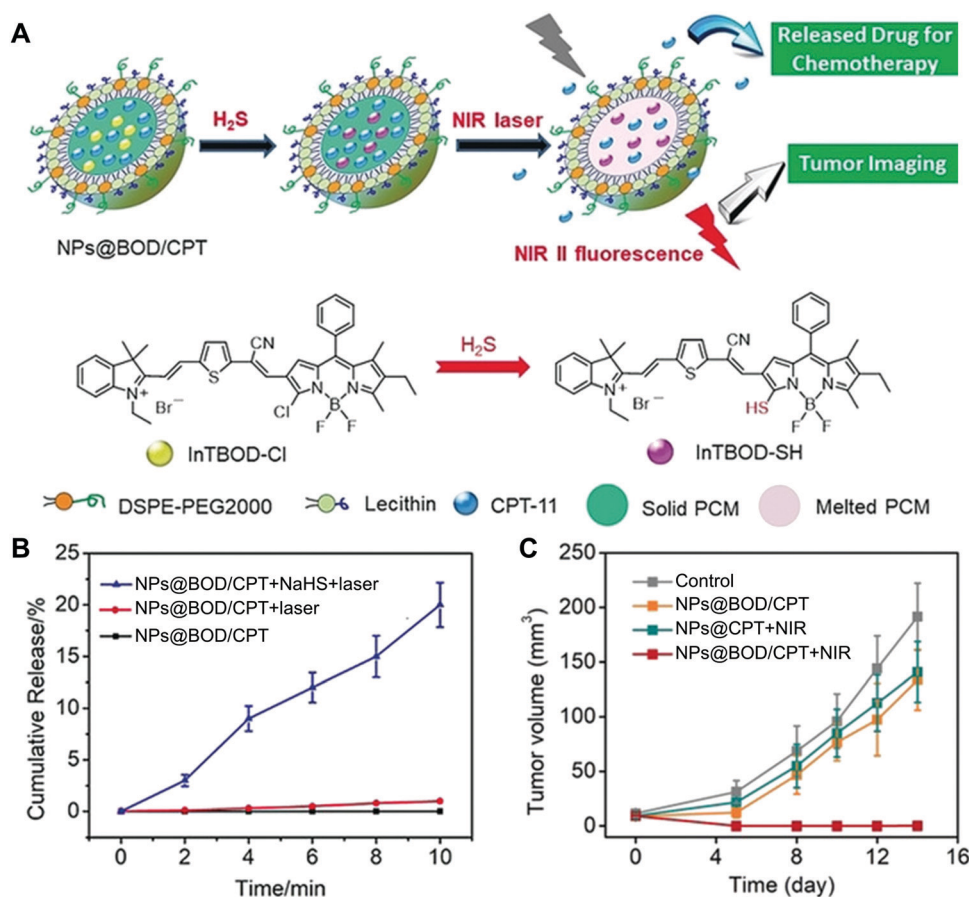 A
H₂S
NIR laser
Released Drug for
Chemotherapy
Tumor Imaging
NPs@BOD/CPT
NIR II fluorescence
CN
S
N⁺
Br⁻
Cl
N
N
B
F
F
H₂S
CN
S
N⁺
Br⁻
HS
N
N
B
F
F
InTBOD-Cl
InTBOD-SH
DSPE-PEG2000
Lecithin
CPT-11
Solid PCM
Melted PCM
B
25
20
15
10
5
0
Cumulative Release/%
NPs@BOD/CPT+NaHS+laser
NPs@BOD/CPT+laser
NPs@BOD/CPT
0 2 4 6 8 10
Time/min
C
250
200
150
100
50
0
Tumor volume (mm³)
Control
NPs@BOD/CPT
NPs@CPT+NIR
NPs@BOD/CPT+NIR
0 4 8 12 16
Time (day)